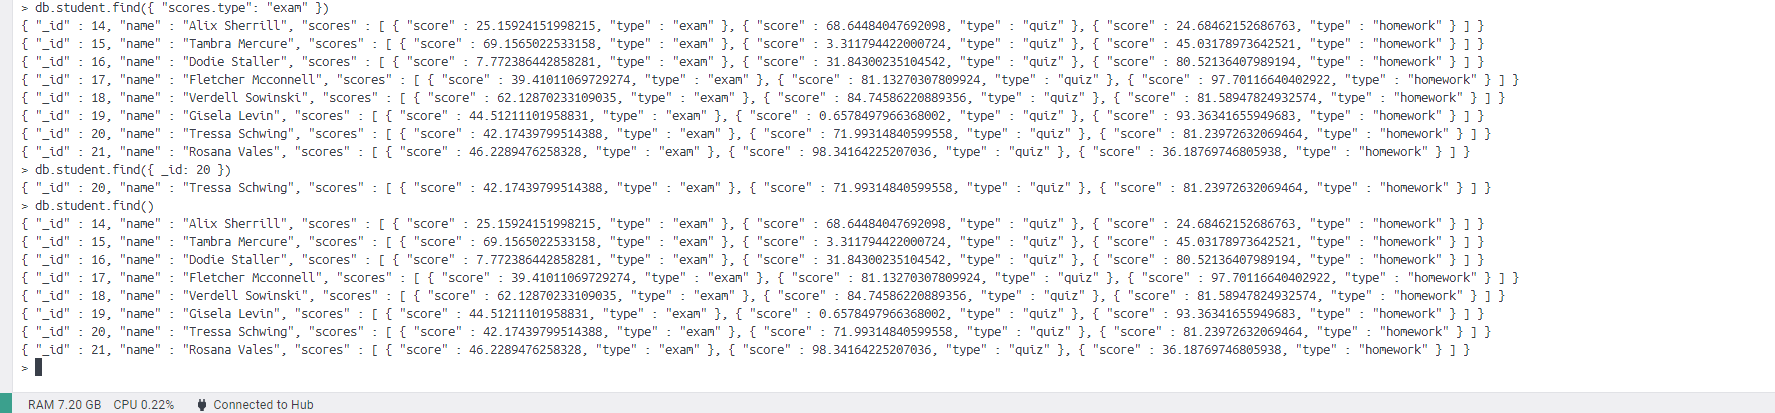 > db.student.find({ "scores.type": "exam" })
{ "_id" : 14, "name" : "Alix Sherrill", "scores" : [ { "score" : 25.15924151998215, "type" : "exam" }, { "score" : 68.64484047692098, "type" : "quiz" }, { "score" : 24.68462152686763, "type" : "homework" } ] }
{ "_id" : 15, "name" : "Tambra Mercure", "scores" : [ { "score" : 69.1565022533158, "type" : "exam" }, { "score" : 3.311794422000724, "type" : "quiz" }, { "score" : 45.03178973642521, "type" : "homework" } ] }
{ "_id" : 16, "name" : "Dodie Staller", "scores" : [ { "score" : 7.772386442858281, "type" : "exam" }, { "score" : 31.84300235104542, "type" : "quiz" }, { "score" : 80.52136407989194, "type" : "homework" } ] }
{ "_id" : 17, "name" : "Fletcher Mcconnell", "scores" : [ { "score" : 39.41011069729274, "type" : "exam" }, { "score" : 81.13270307809924, "type" : "quiz" }, { "score" : 97.70116640402922, "type" : "homework" } ] }
{ "_id" : 18, "name" : "Verdell Sowinski", "scores" : [ { "score" : 62.12870233109035, "type" : "exam" }, { "score" : 84.74586220889356, "type" : "quiz" }, { "score" : 81.58947824932574, "type" : "homework" } ] }
{ "_id" : 19, "name" : "Gisela Levin", "scores" : [ { "score" : 44.51211101958831, "type" : "exam" }, { "score" : 0.6578497966368002, "type" : "quiz" }, { "score" : 93.36341655949683, "type" : "homework" } ] }
{ "_id" : 20, "name" : "Tressa Schwing", "scores" : [ { "score" : 42.17439799514388, "type" : "exam" }, { "score" : 71.99314840599558, "type" : "quiz" }, { "score" : 81.23972632069464, "type" : "homework" } ] }
{ "_id" : 21, "name" : "Rosana Vales", "scores" : [ { "score" : 46.2289476258328, "type" : "exam" }, { "score" : 98.34164225207036, "type" : "quiz" }, { "score" : 36.18769746805938, "type" : "homework" } ] }
> db.student.find({ _id: 20 })
{ "_id" : 20, "name" : "Tressa Schwing", "scores" : [ { "score" : 42.17439799514388, "type" : "exam" }, { "score" : 71.99314840599558, "type" : "quiz" }, { "score" : 81.23972632069464, "type" : "homework" } ] }
> db.student.find()
{ "_id" : 14, "name" : "Alix Sherrill", "scores" : [ { "score" : 25.15924151998215, "type" : "exam" }, { "score" : 68.64484047692098, "type" : "quiz" }, { "score" : 24.68462152686763, "type" : "homework" } ] }
{ "_id" : 15, "name" : "Tambra Mercure", "scores" : [ { "score" : 69.1565022533158, "type" : "exam" }, { "score" : 3.311794422000724, "type" : "quiz" }, { "score" : 45.03178973642521, "type" : "homework" } ] }
{ "_id" : 16, "name" : "Dodie Staller", "scores" : [ { "score" : 7.772386442858281, "type" : "exam" }, { "score" : 31.84300235104542, "type" : "quiz" }, { "score" : 80.52136407989194, "type" : "homework" } ] }
{ "_id" : 17, "name" : "Fletcher Mcconnell", "scores" : [ { "score" : 39.41011069729274, "type" : "exam" }, { "score" : 81.13270307809924, "type" : "quiz" }, { "score" : 97.70116640402922, "type" : "homework" } ] }
{ "_id" : 18, "name" : "Verdell Sowinski", "scores" : [ { "score" : 62.12870233109035, "type" : "exam" }, { "score" : 84.74586220889356, "type" : "quiz" }, { "score" : 81.58947824932574, "type" : "homework" } ] }
{ "_id" : 19, "name" : "Gisela Levin", "scores" : [ { "score" : 44.51211101958831, "type" : "exam" }, { "score" : 0.6578497966368002, "type" : "quiz" }, { "score" : 93.36341655949683, "type" : "homework" } ] }
{ "_id" : 20, "name" : "Tressa Schwing", "scores" : [ { "score" : 42.17439799514388, "type" : "exam" }, { "score" : 71.99314840599558, "type" : "quiz" }, { "score" : 81.23972632069464, "type" : "homework" } ] }
{ "_id" : 21, "name" : "Rosana Vales", "scores" : [ { "score" : 46.2289476258328, "type" : "exam" }, { "score" : 98.34164225207036, "type" : "quiz" }, { "score" : 36.18769746805938, "type" : "homework" } ] }
>
RAM 7.20 GB CPU 0.22% Connected to Hub